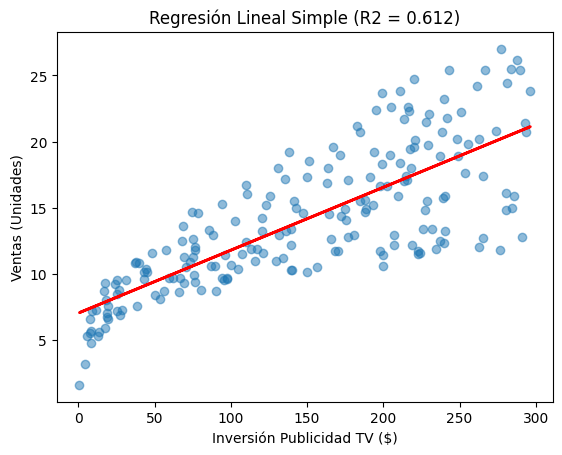 Regresión Lineal Simple (R2 = 0.612)
25
20
15
10
5
Ventas (Unidades)
0 50 100 150 200 250 300
Inversión Publicidad TV ($)